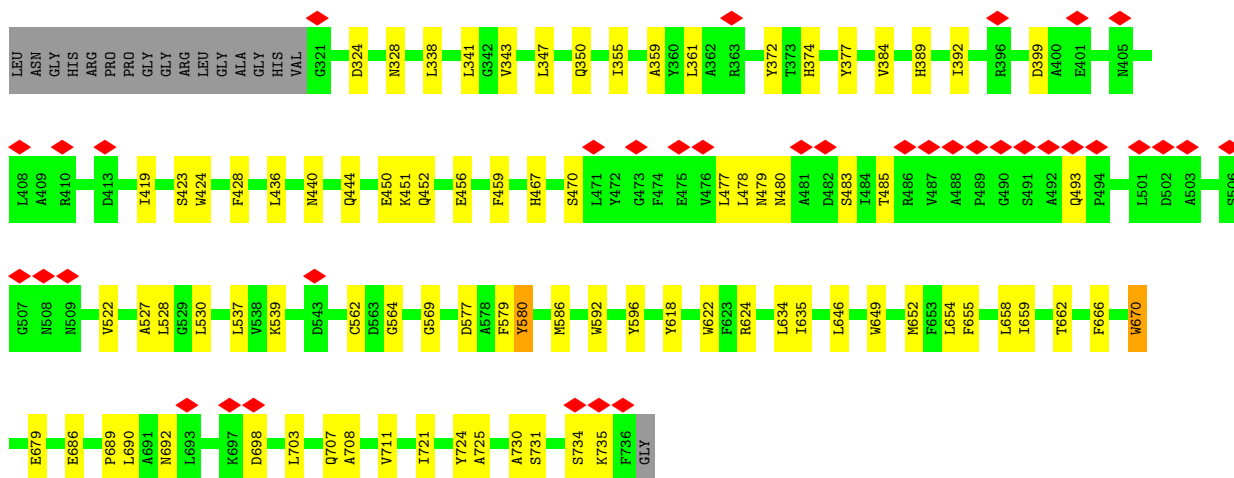 LEU ASN GLY HIS ARG PRO PRO GLY GLY ARG LEU GLY ALA GLY HIS VAL G321 D324 N328 L338 L341 G342 V343 L347 Q350 I355 A359 Y360 L361 A362 R363 Y372 T373 H374 Y377 V384 H389 I392 R396 D399 A400 E401 N405
L408 A409 R410 D413 I419 S423 W424 F428 L436 N440 Q444 E450 K451 Q452 E456 F459 H467 S470 L471 Y472 G473 F474 E475 V476 L477 L478 N479 N480 A481 D482 S483 I484 T485 R486 V487 A488 P489 G490 S491 A492 Q493 P494 L501 D502 A503 S506
G507 N508 N509 V522 A527 L528 G529 L530 L537 V538 K539 D543 C562 D563 G564 G569 D577 A578 F579 Y580 M586 W592 Y596 Y618 W622 F623 R624 L634 I635 L646 W649 M652 F653 L654 F655 L658 I659 T662 F666 W670
E679 E686 P689 L690 A691 N692 L693 K697 D698 L703 Q707 A708 V711 I721 Y724 A725 A730 S731 S734 K735 F736 GLY